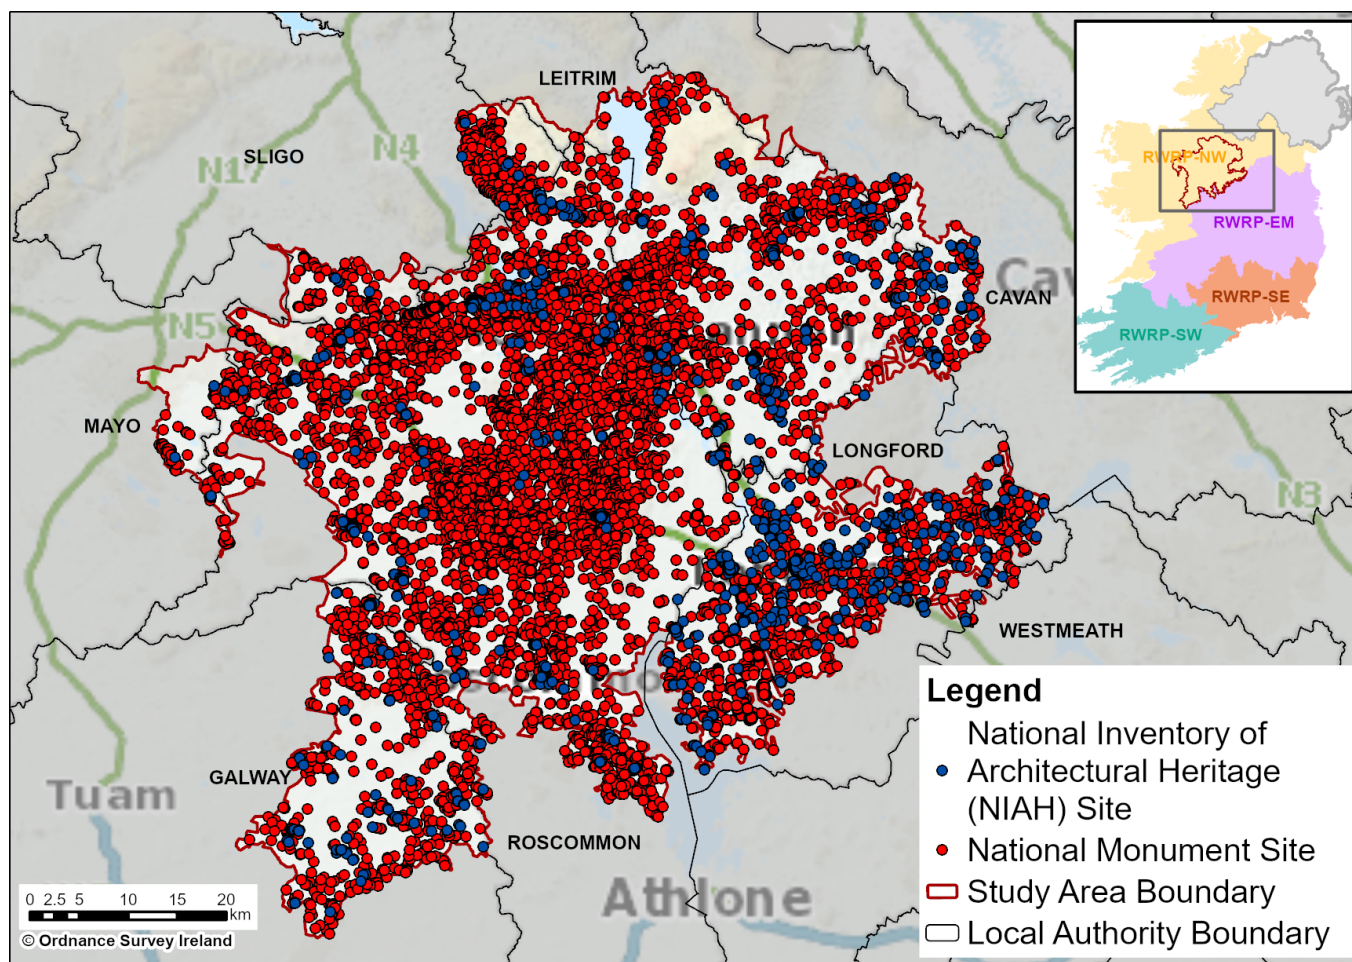 LEITRIM
SLIGO
N4
N17
RWRP-NW
RWRP-EM
RWRP-SE
RWRP-SW
CAVAN
Cav
N5
MAYO
LONGFORD
N3
WESTMEATH
GALWAY
Tuam
ROSCOMMON
Athlone
Legend
National Inventory of
Architectural Heritage
(NIAH) Site
National Monument Site
Study Area Boundary
Local Authority Boundary
0 2.5 5 10 15 20
km
© Ordnance Survey Ireland